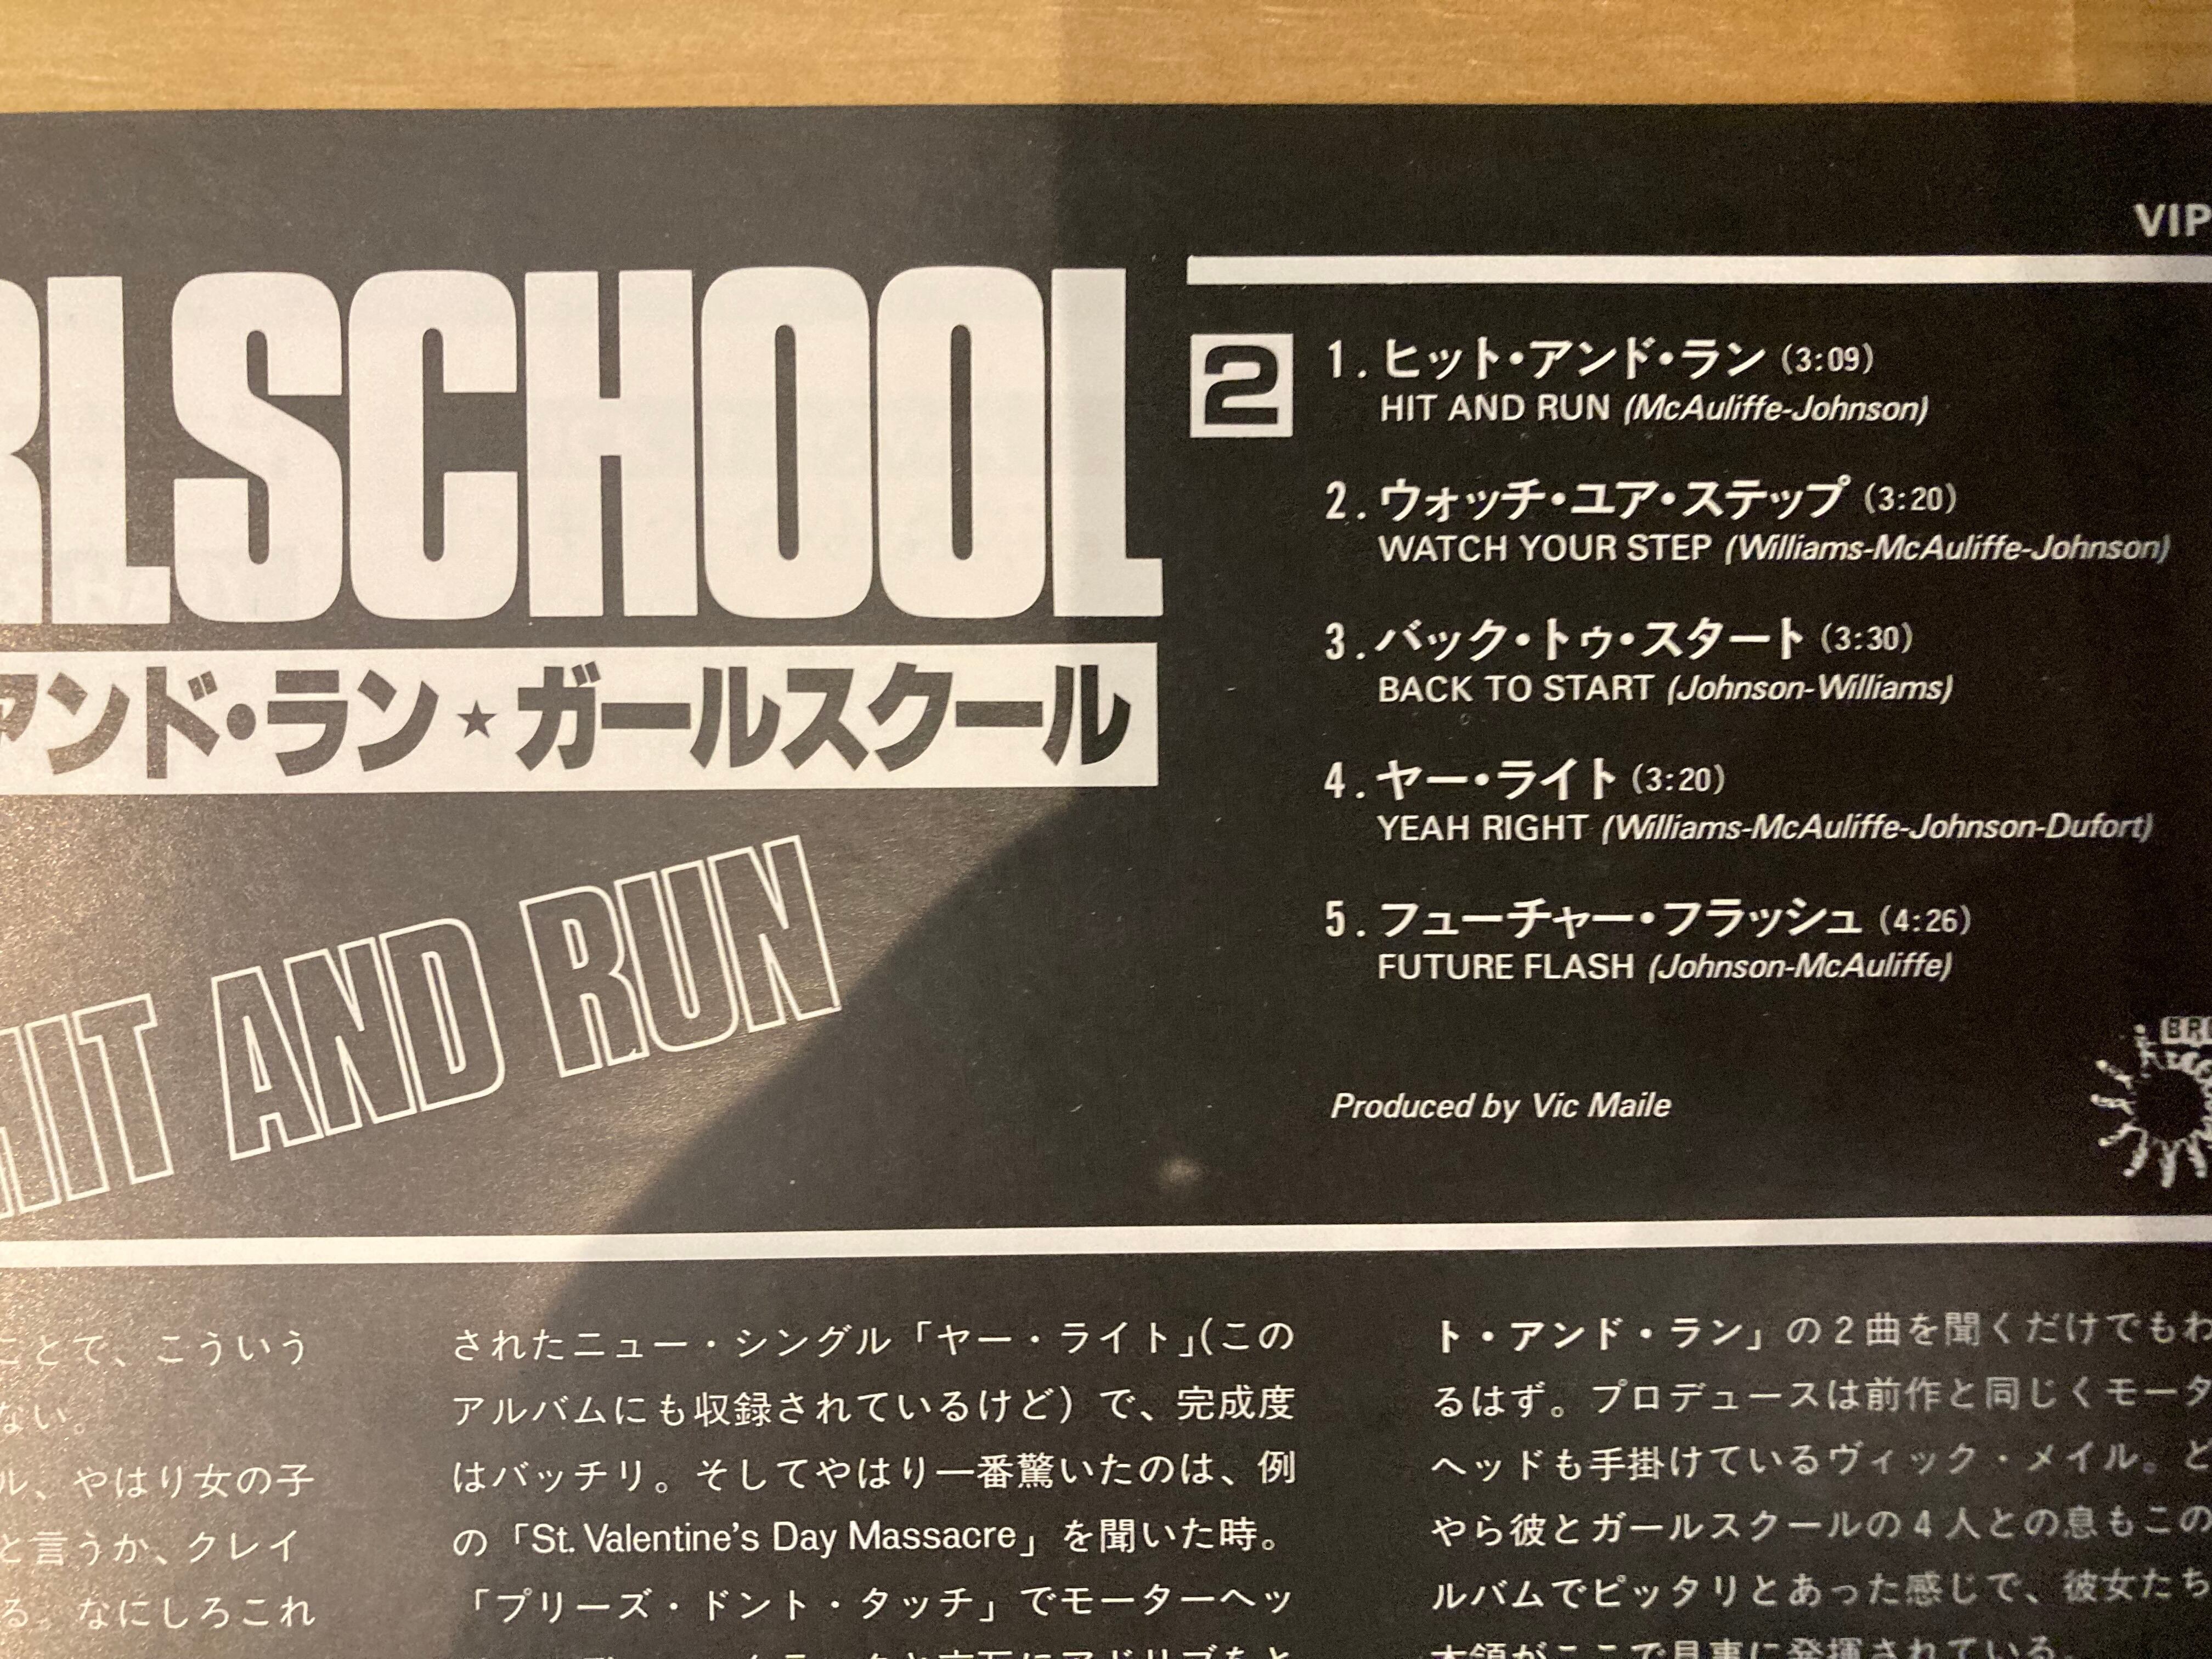 VIP
RLSCHOOL
アンド・ラン★ガールスクール
HIT AND RUN
2
1. ヒット・アンド・ラン (3:09)
HIT AND RUN (McAuliffe-Johnson)
2. ウォッチ・ユア・ステップ (3:20)
WATCH YOUR STEP (Williams-McAuliffe-Johnson)
3. バック・トゥ・スタート (3:30)
BACK TO START (Johnson-Williams)
4. ヤー・ライト (3:20)
YEAH RIGHT (Williams-McAuliffe-Johnson-Dufort)
5. フューチャー・フラッシュ (4:26)
FUTURE FLASH (Johnson-McAuliffe)
Produced by Vic Maile
ことで、こういう
ない。
ル、やはり女の子
と言うか、クレイ
る。なにしろこれ
されたニュー・シングル「ヤー・ライト」(この
アルバムにも収録されているけど）で、完成度
はバッチリ。そしてやはり一番驚いたのは、例
の「St. Valentine's Day Massacre」を聞いた時。
「プリーズ・ドント・タッチ」でモーターヘッ
ト・アンド・ラン」の2曲を聞くだけでもわ
るはず。プロデュースは前作と同じくモータ
ヘッドも手掛けているヴィック・メイル。ど
やら彼とガールスクールの4人との息もこの
ルバムでピッタリとあった感じで、彼女たち
本領がここで見事に発揮されている。